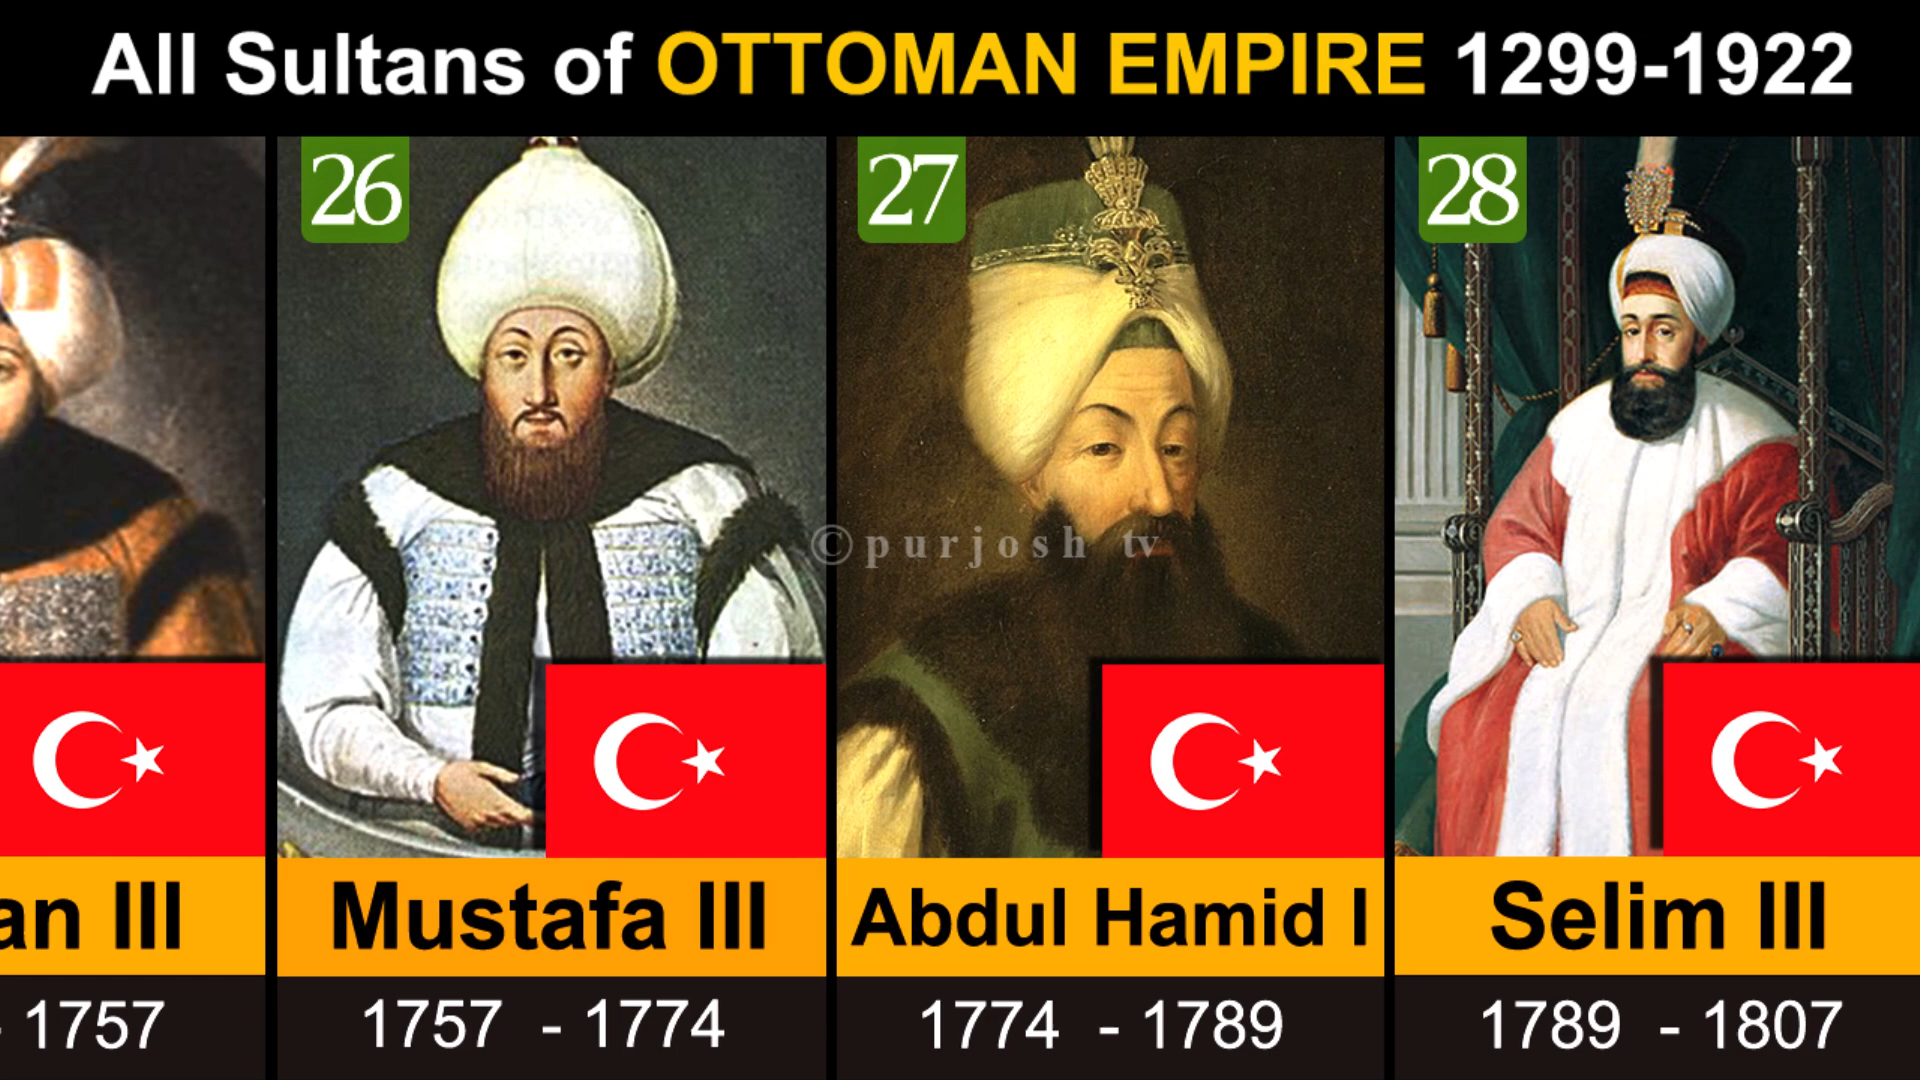 All Sultans of OTTOMAN EMPIRE 1299-1922
26
27
28
©purjosh tv
an III
Mustafa III
Abdul Hamid I
Selim III
- 1757
1757 - 1774
1774 - 1789
1789 - 1807